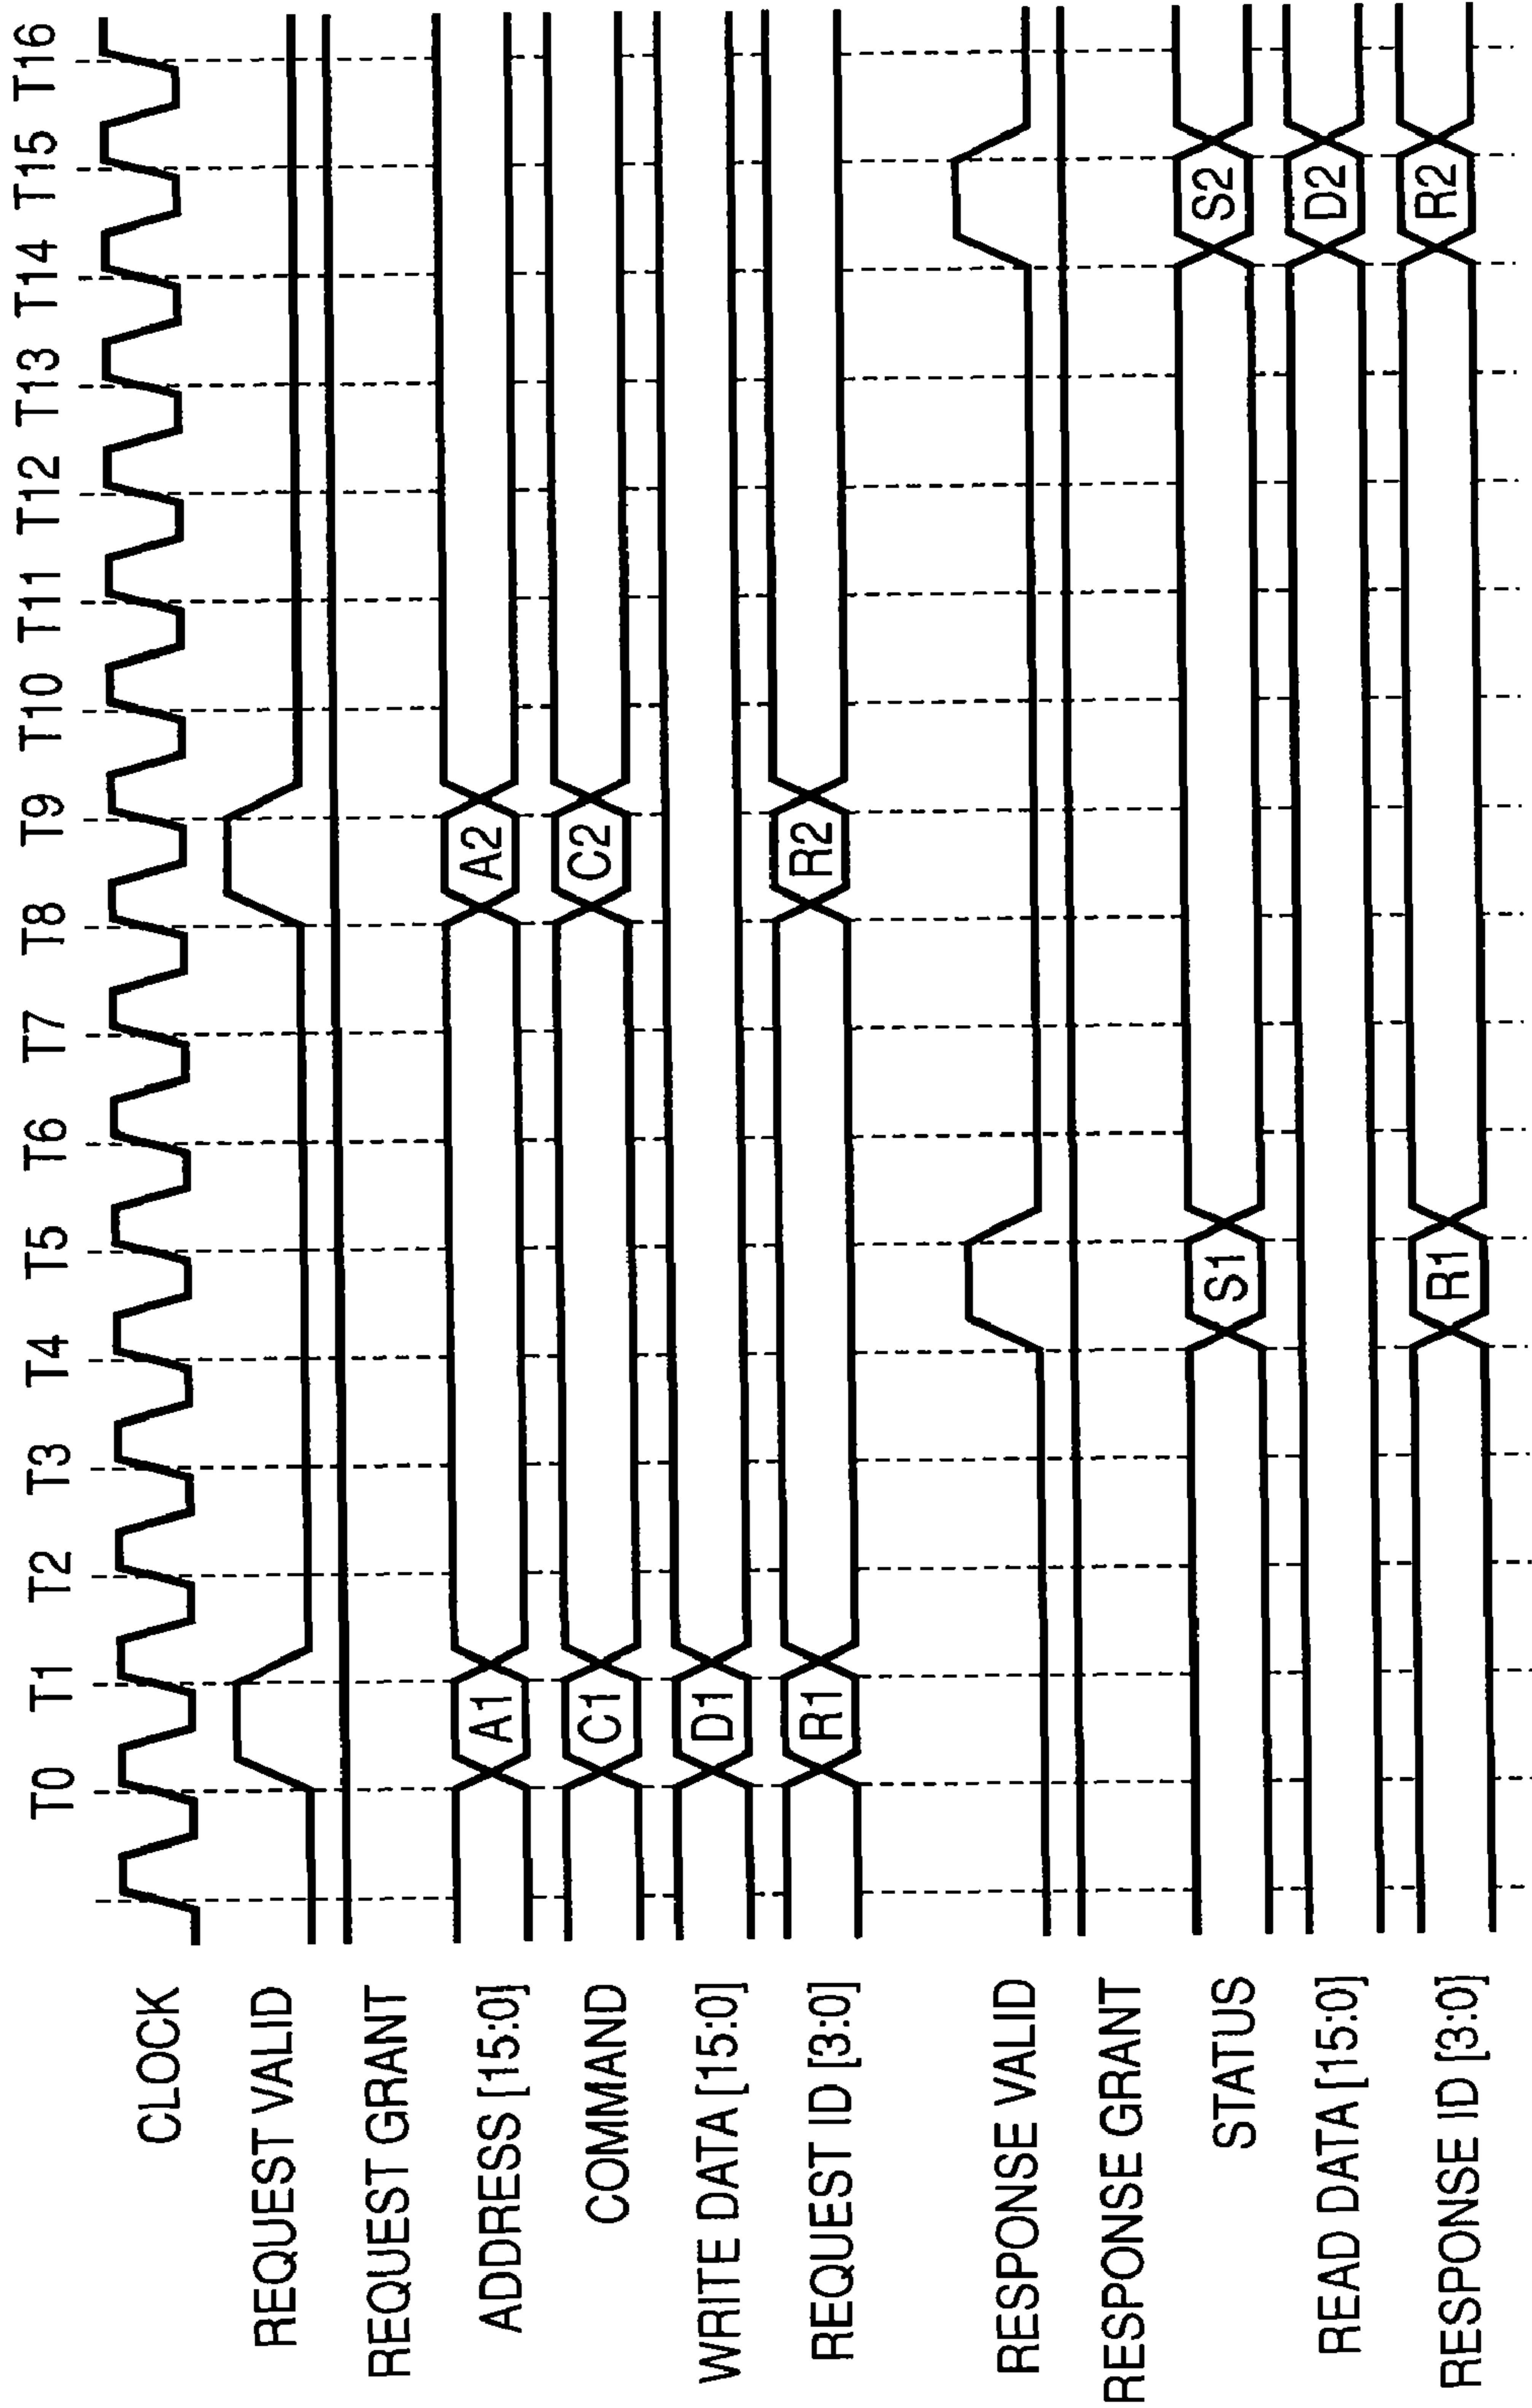 T0 T1 T2 T3 T4 T5 T6 T7 T8 T9 T10 T11 T12 T13 T14 T15 T16
CLOCK
REQUEST VALID
REQUEST GRANT
ADDRESS [15:0] A1 A2
COMMAND C1 C2
WRITE DATA [15:0] D1
REQUEST ID [3:0] R1 R2
RESPONSE VALID
RESPONSE GRANT
STATUS S1 S2
READ DATA [15:0] D2
RESPONSE ID [3:0] R1 R2